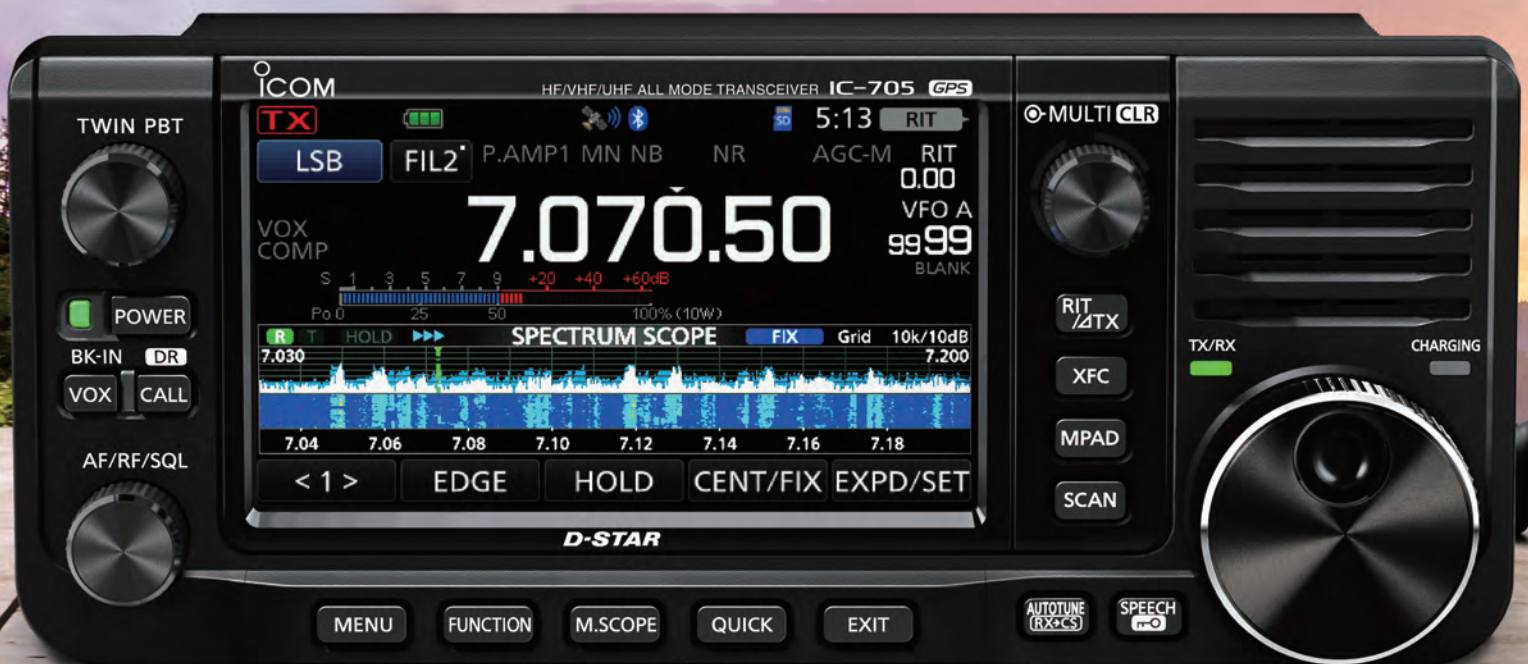 ICOM
HF/VHF/UHF ALL MODE TRANSCEIVER IC-705 GPS
TWIN PBT
POWER
BK-IN DR
VOX CALL
AF/RF/SQL
TX SD 5:13 RIT
LSB FIL2 P.AMP1 MN NB NR AGC-M RIT
0.00
7.070.50
VFO A
VOX
COMP
99 99
BLANK
S 1 3 5 7 9 +20 +40 +60dB
Po 0 25 50 100% (10W)
R T HOLD SPECTRUM SCOPE FIX Grid 10k/10dB
7.030 7.200
7.04 7.06 7.08 7.10 7.12 7.14 7.16 7.18
< 1 > EDGE HOLD CENT/FIX EXPD/SET
D-STAR
MENU FUNCTION M.SCOPE QUICK EXIT
MULTI CLR
RIT
/⊿TX
XFC
MPAD
SCAN
TX/RX CHARGING
AUTOTUNE
RX→CS
SPEECH